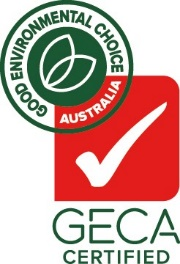 GOOD ENVIRONMENTAL CHOICE
AUSTRALIA
GECA
CERTIFIED